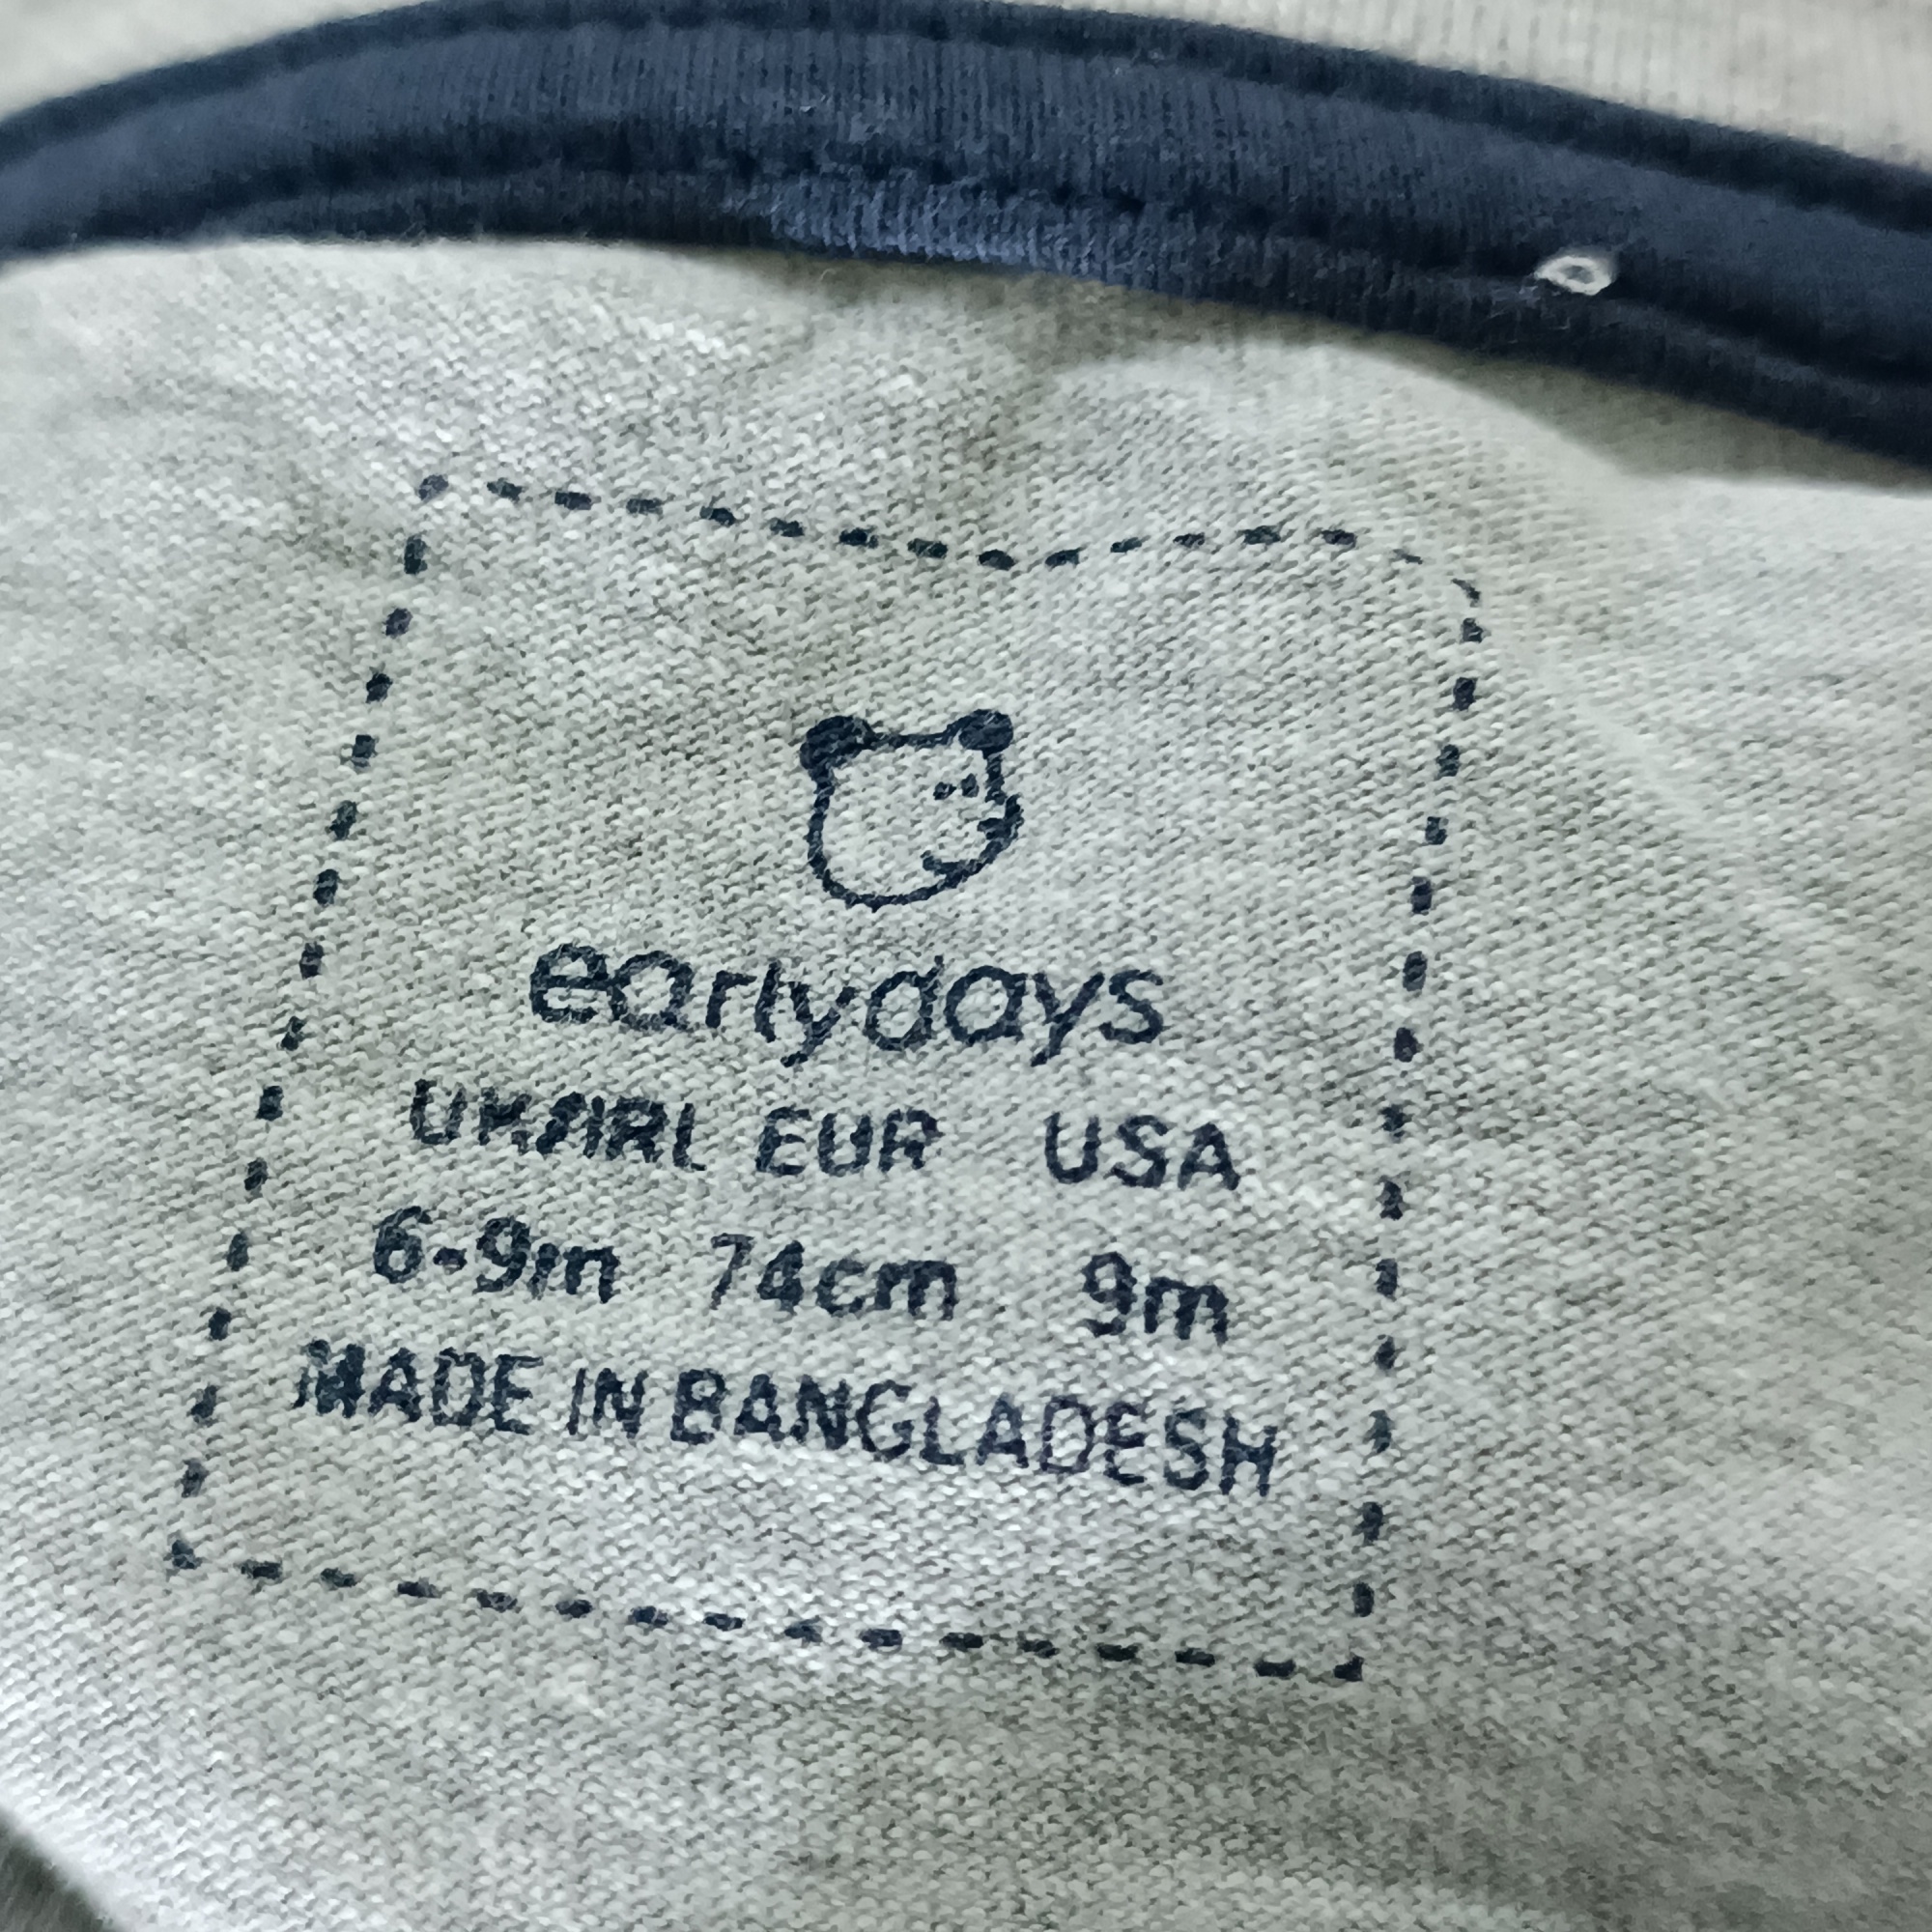 earlydays
UK/IRL EUR USA
6-9m 74cm 9m
MADE IN BANGLADESH